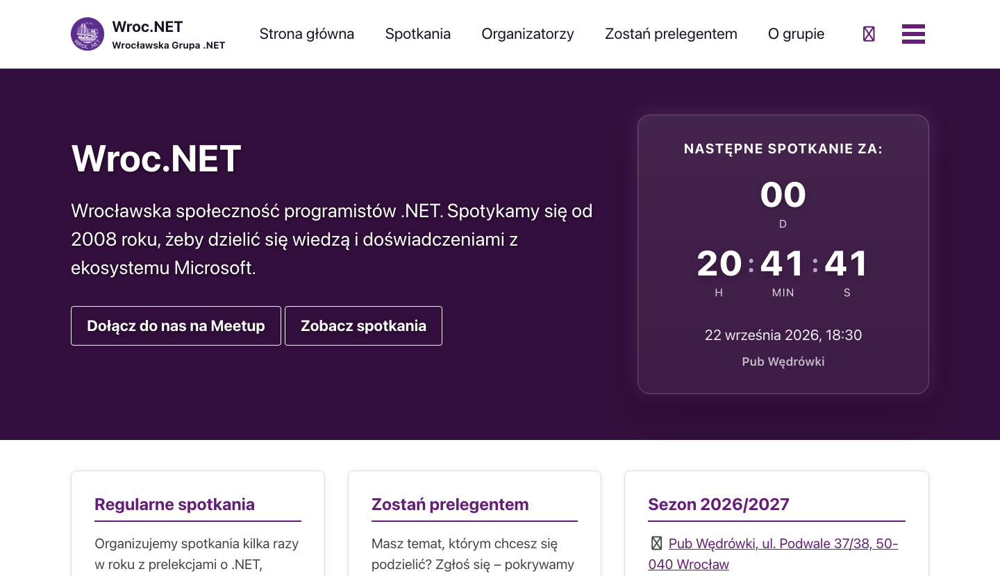 Wroc.NET
Wrocławska Grupa .NET
Strona główna
Spotkania
Organizatorzy
Zostań prelegentem
O grupie
Wroc.NET
Wrocławska społeczność programistów .NET. Spotykamy się od
2008 roku, żeby dzielić się wiedzą i doświadczeniami z
ekosystemu Microsoft.
Dołącz do nas na Meetup
Zobacz spotkania
NASTĘPNE SPOTKANIE ZA:
00
D
20 : 41 : 41
H MIN S
22 września 2026, 18:30
Pub Wędrówki
Regularne spotkania
Organizujemy spotkania kilka razy
w roku z prelekcjami o .NET,
Zostań prelegentem
Masz temat, którym chcesz się
podzielić? Zgłoś się – pokrywamy
Sezon 2026/2027
Pub Wędrówki, ul. Podwale 37/38, 50-
040 Wrocław